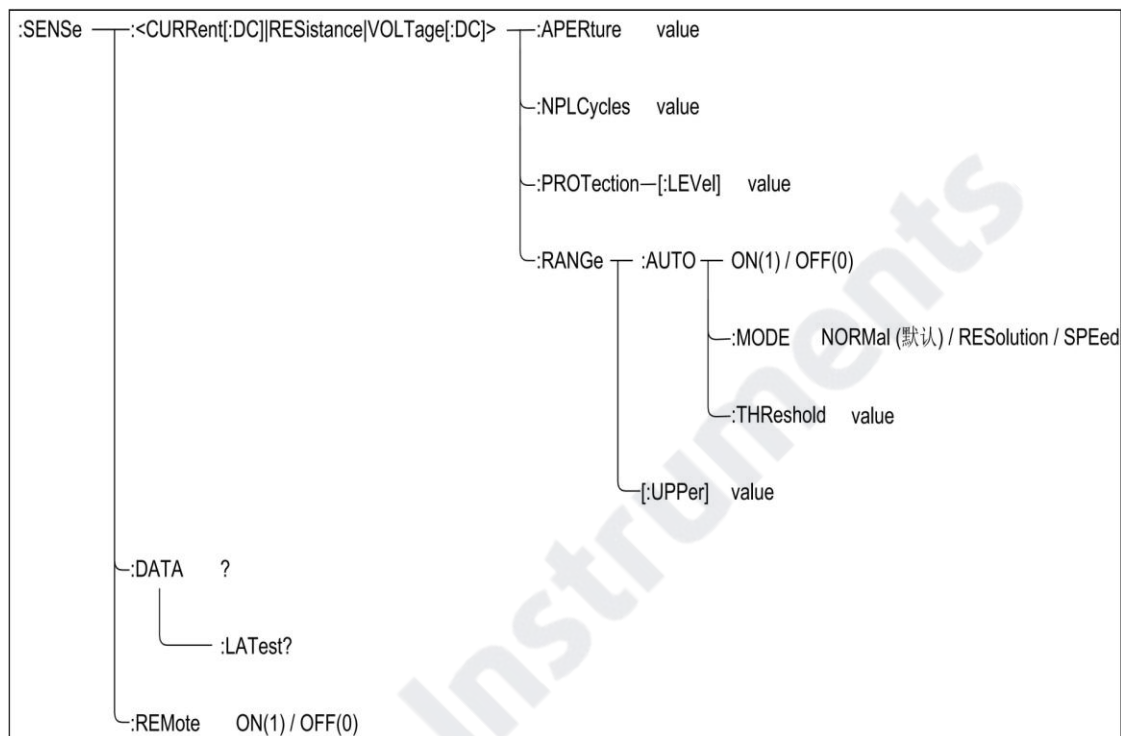 :SENSe :<CURRent[:DC]|RESistance|VOLTage[:DC]> :APERture value
:NPLCycles value
:PROTection [:LEVel] value
:RANGe :AUTO ON(1) / OFF(0)
:MODE NORMal (默认) / RESolution / SPEed
:THReshold value
[:UPPer] value
:DATA ?
:LATest?
:REMote ON(1) / OFF(0)
Instruments